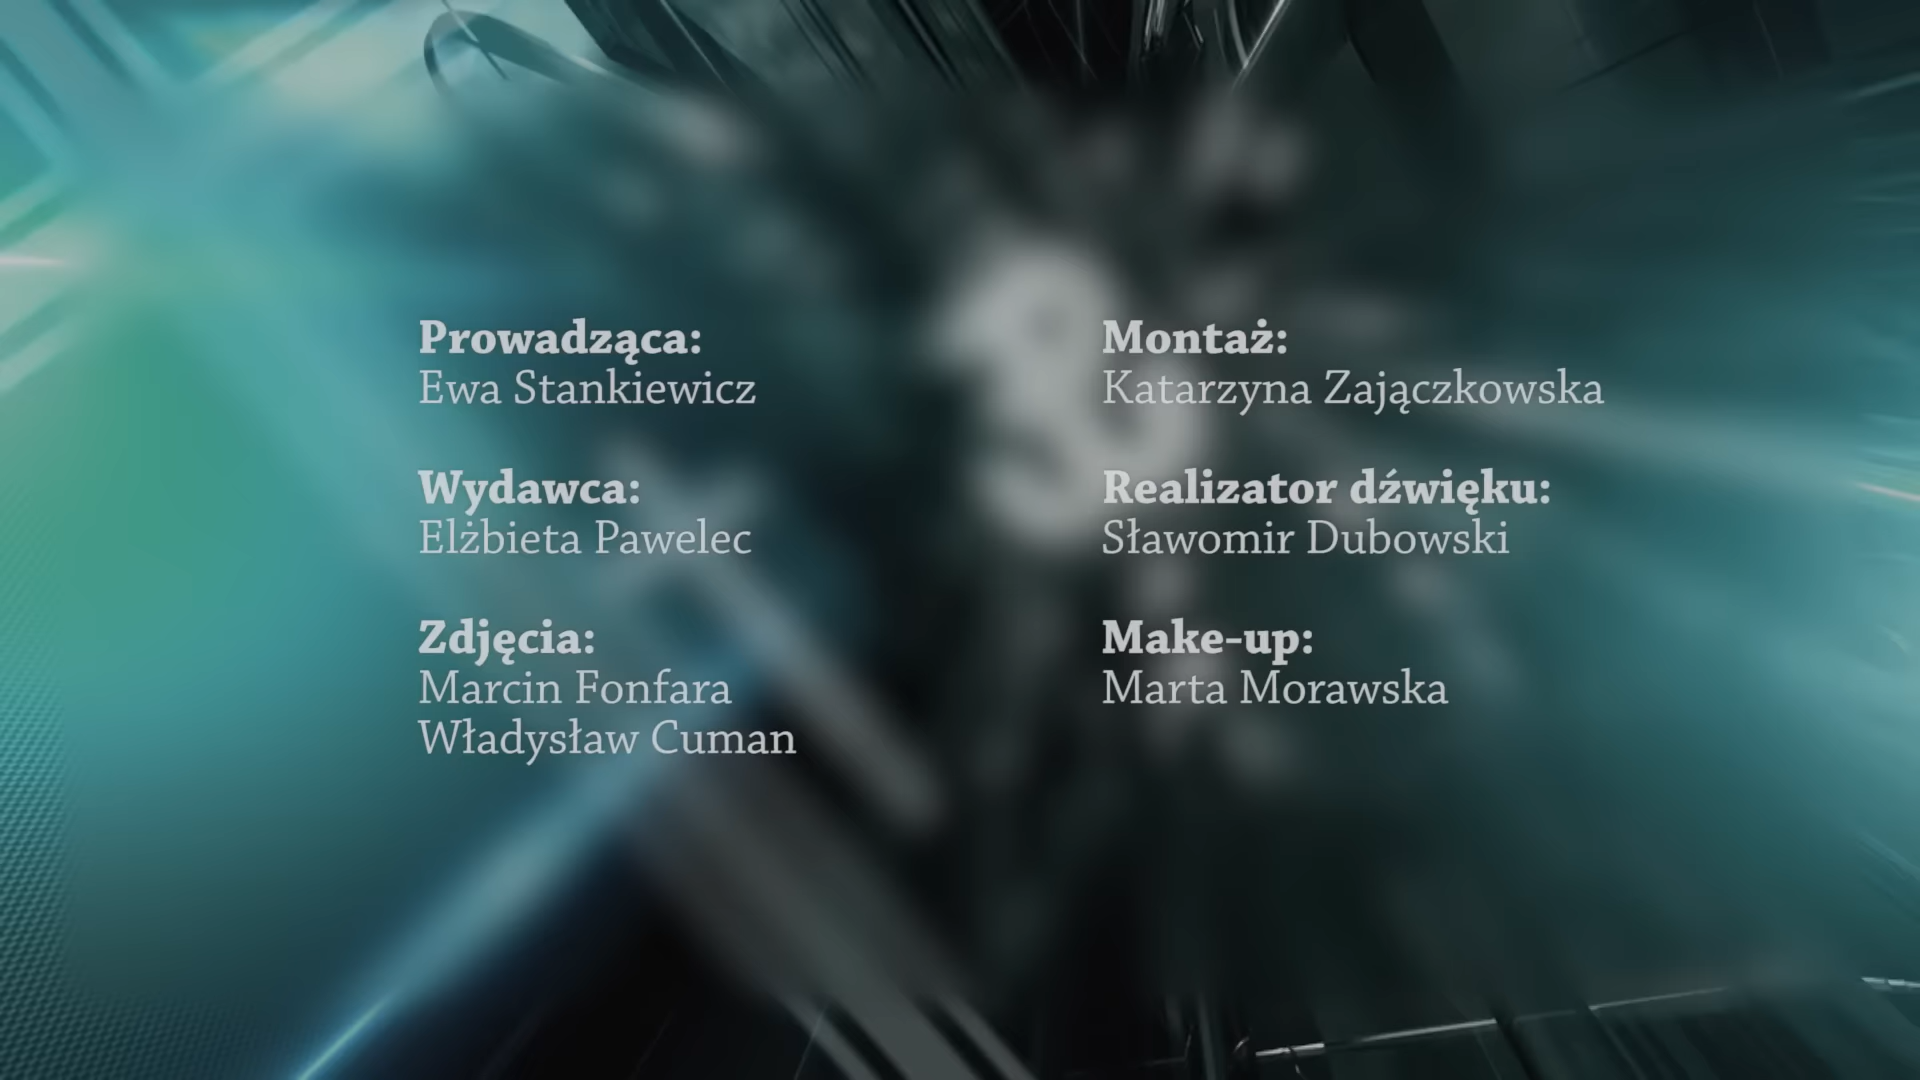 Prowadząca:
Ewa Stankiewicz
Wydawca:
Elżbieta Pawelec
Zdjęcia:
Marcin Fonfara
Władysław Cuman
Montaż:
Katarzyna Zajączkowska
Realizator dźwięku:
Sławomir Dubowski
Make-up:
Marta Morawska